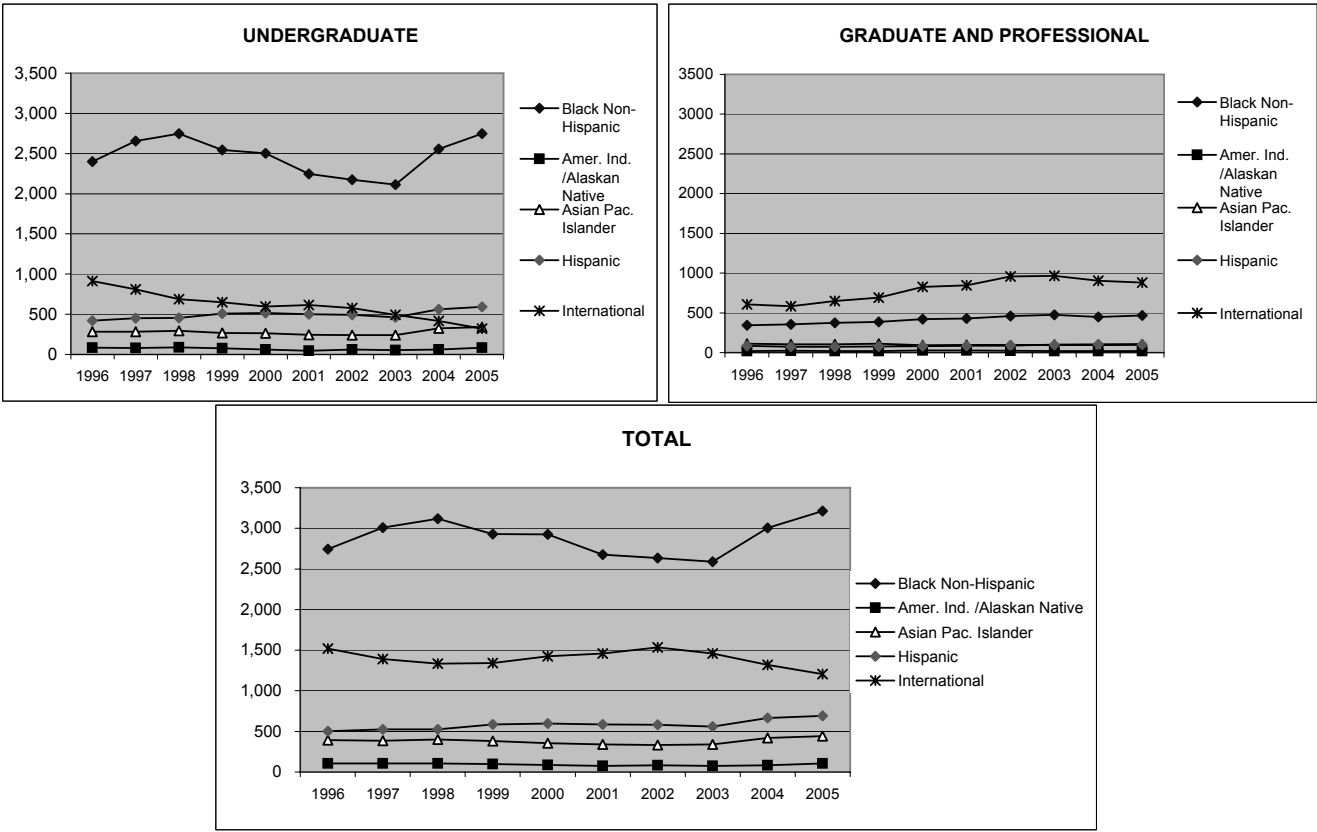 UNDERGRADUATE
3,500
3,000
2,500
2,000
1,500
1,000
500
0
1996 1997 1998 1999 2000 2001 2002 2003 2004 2005
Black Non-
Hispanic
Amer. Ind.
/Alaskan
Native
Asian Pac.
Islander
Hispanic
International
GRADUATE AND PROFESSIONAL
3500
3000
2500
2000
1500
1000
500
0
1996 1997 1998 1999 2000 2001 2002 2003 2004 2005
Black Non-
Hispanic
Amer. Ind.
/Alaskan
Native
Asian Pac.
Islander
Hispanic
International
TOTAL
3,500
3,000
2,500
2,000
1,500
1,000
500
0
1996 1997 1998 1999 2000 2001 2002 2003 2004 2005
Black Non-Hispanic
Amer. Ind. /Alaskan Native
Asian Pac. Islander
Hispanic
International